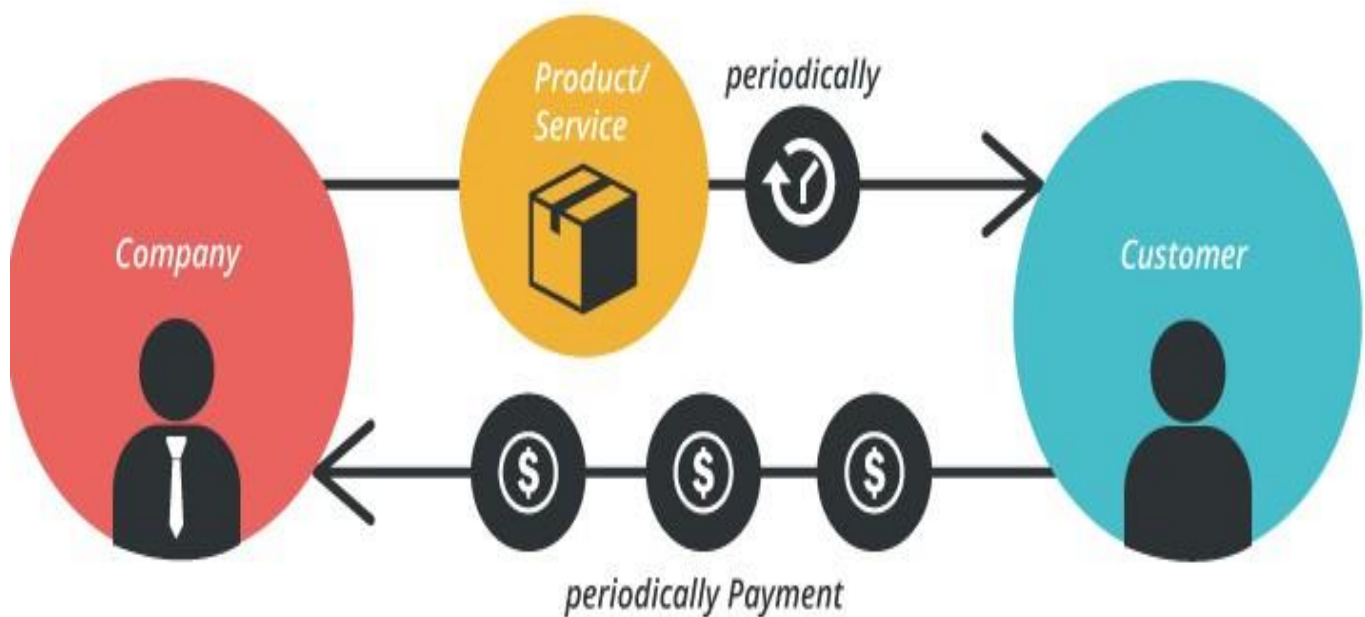 Product/
Service
periodically
Company
Customer
$ $ $
periodically Payment